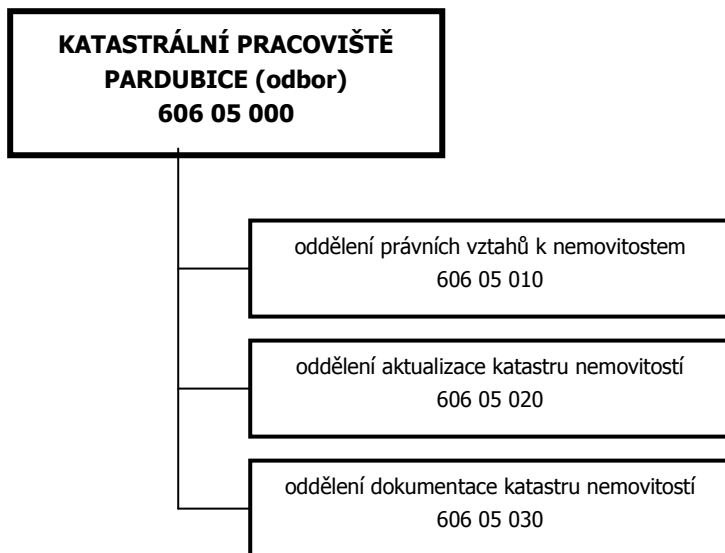 KATASTRÁLNÍ PRACOVIŠTĚ
PARDUBICE (odbor)
606 05 000
oddělení právních vztahů k nemovitostem
606 05 010
oddělení aktualizace katastru nemovitostí
606 05 020
oddělení dokumentace katastru nemovitostí
606 05 030